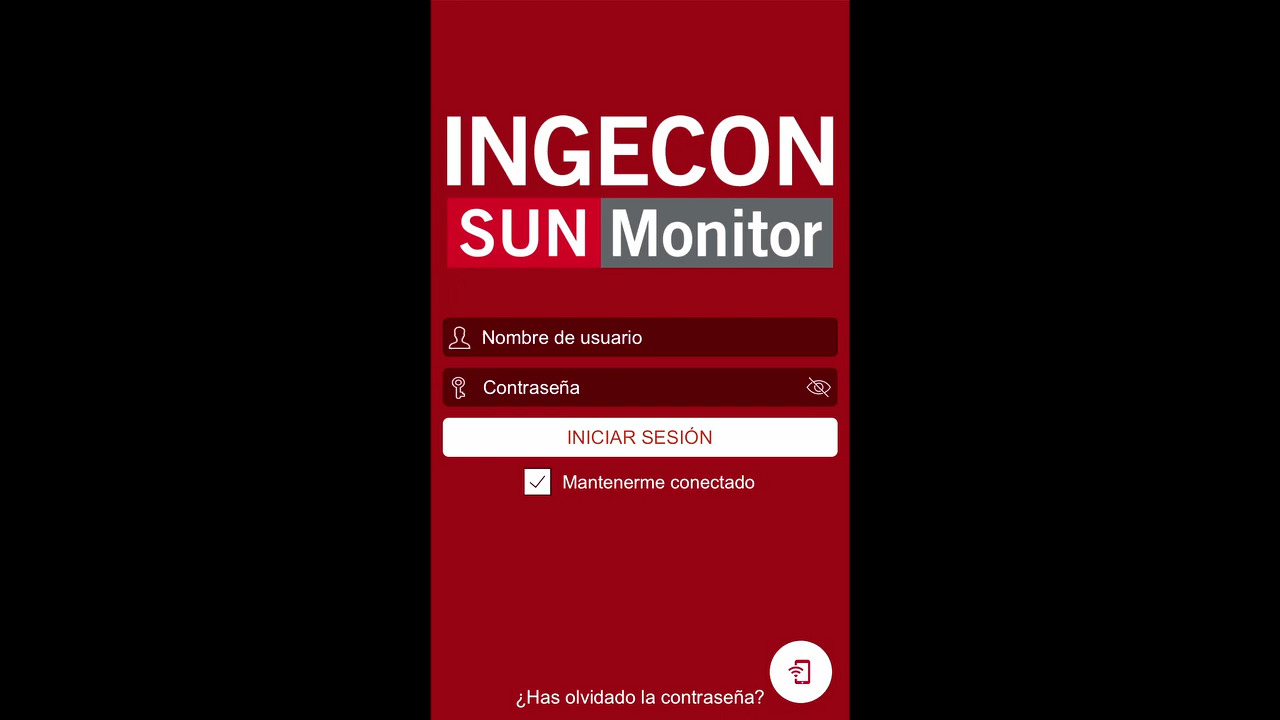 INGECON
SUN Monitor
Nombre de usuario
Contraseña
INICIAR SESIÓN
Mantenerme conectado
¿Has olvidado la contraseña?